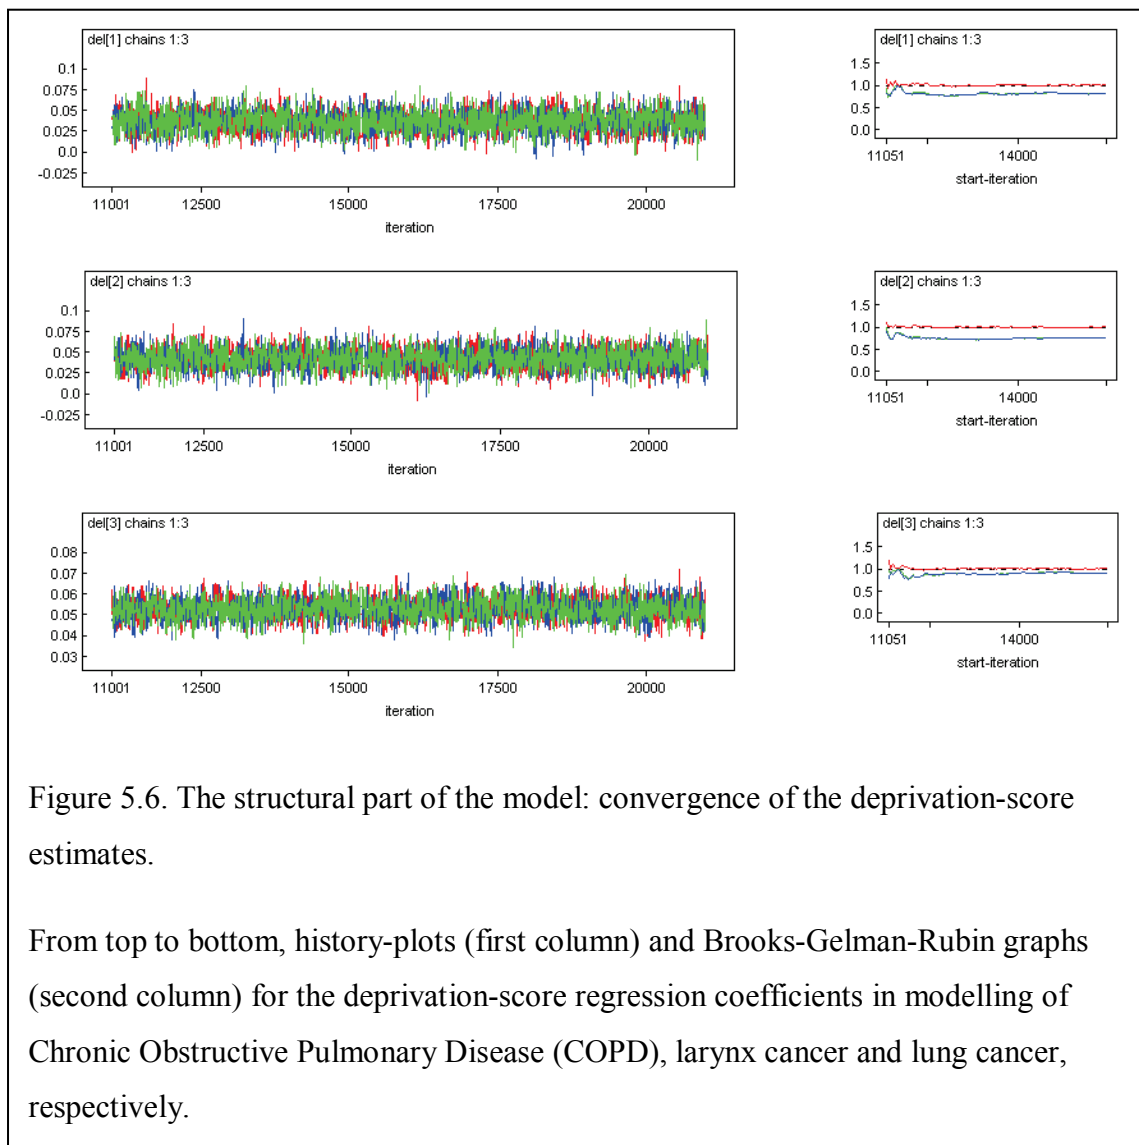 del[1] chains 1:3
0.1
0.075
0.05
0.025
0.0
-0.025
11001 12500 15000 17500 20000
iteration
del[1] chains 1:3
1.5
1.0
0.5
0.0
11051 14000
start-iteration
del[2] chains 1:3
0.1
0.075
0.05
0.025
0.0
-0.025
11001 12500 15000 17500 20000
iteration
del[2] chains 1:3
1.5
1.0
0.5
0.0
11051 14000
start-iteration
del[3] chains 1:3
0.08
0.07
0.06
0.05
0.04
0.03
11001 12500 15000 17500 20000
iteration
del[3] chains 1:3
1.5
1.0
0.5
0.0
11051 14000
start-iteration
Figure 5.6. The structural part of the model: convergence of the deprivation-score
estimates.
From top to bottom, history-plots (first column) and Brooks-Gelman-Rubin graphs
(second column) for the deprivation-score regression coefficients in modelling of
Chronic Obstructive Pulmonary Disease (COPD), larynx cancer and lung cancer,
respectively.